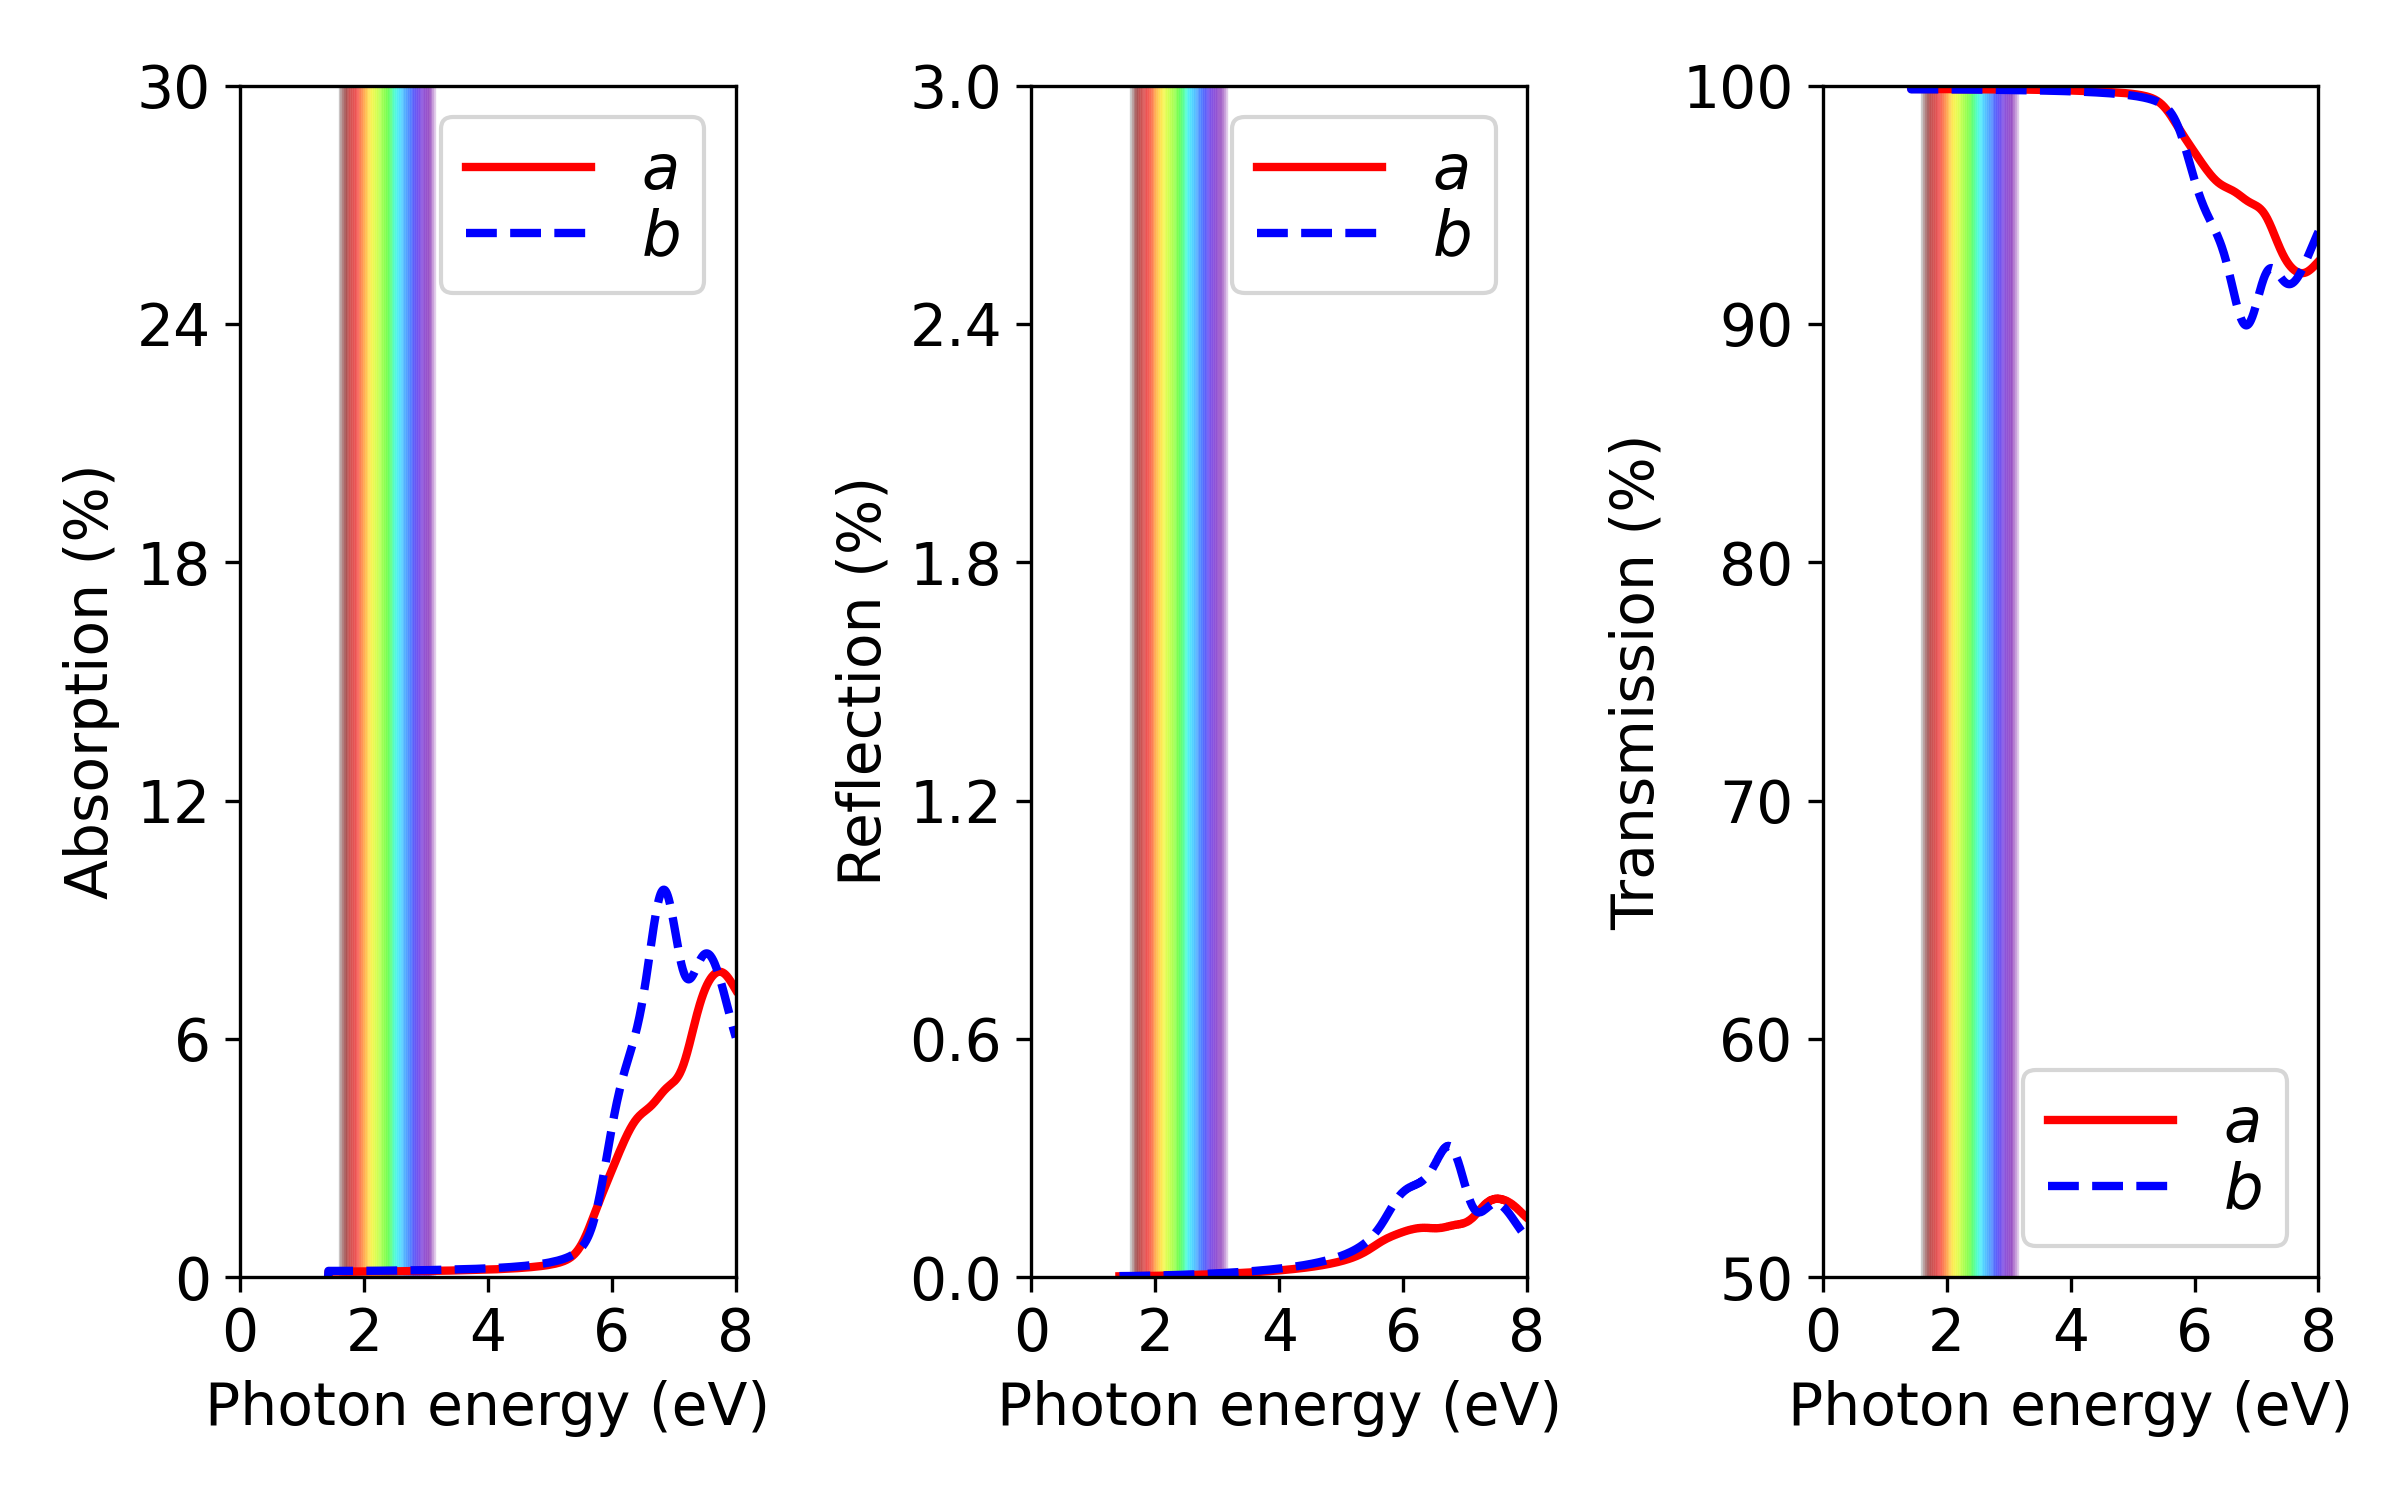 30
24
18
12
6
0
0 2 4 6 8
Absorption (%)
Photon energy (eV)
a
b
3.0
2.4
1.8
1.2
0.6
0.0
0 2 4 6 8
Reflection (%)
Photon energy (eV)
a
b
100
90
80
70
60
50
0 2 4 6 8
Transmission (%)
Photon energy (eV)
a
b